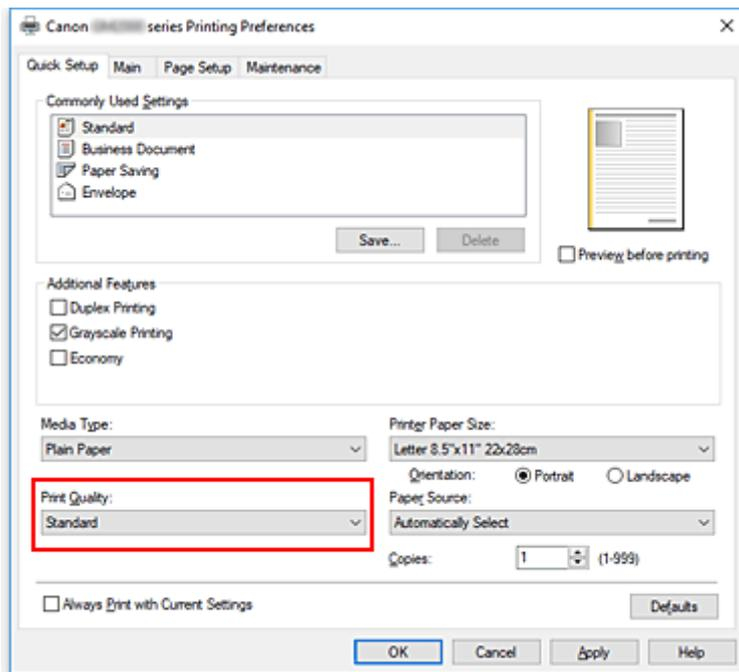 Canon series Printing Preferences
Quick Setup Main Page Setup Maintenance
Commonly Used Settings
Standard
Business Document
Paper Saving
Envelope
Save... Delete
Preview before printing
Additional Features
Duplex Printing
Grayscale Printing
Economy
Media Type:
Plain Paper
Printer Paper Size:
Letter 8.5"x11" 22x28cm
Orientation: Portrait Landscape
Print Quality:
Standard
Paper Source:
Automatically Select
Copies: 1 (1-999)
Always Print with Current Settings
Defaults
OK Cancel Apply Help